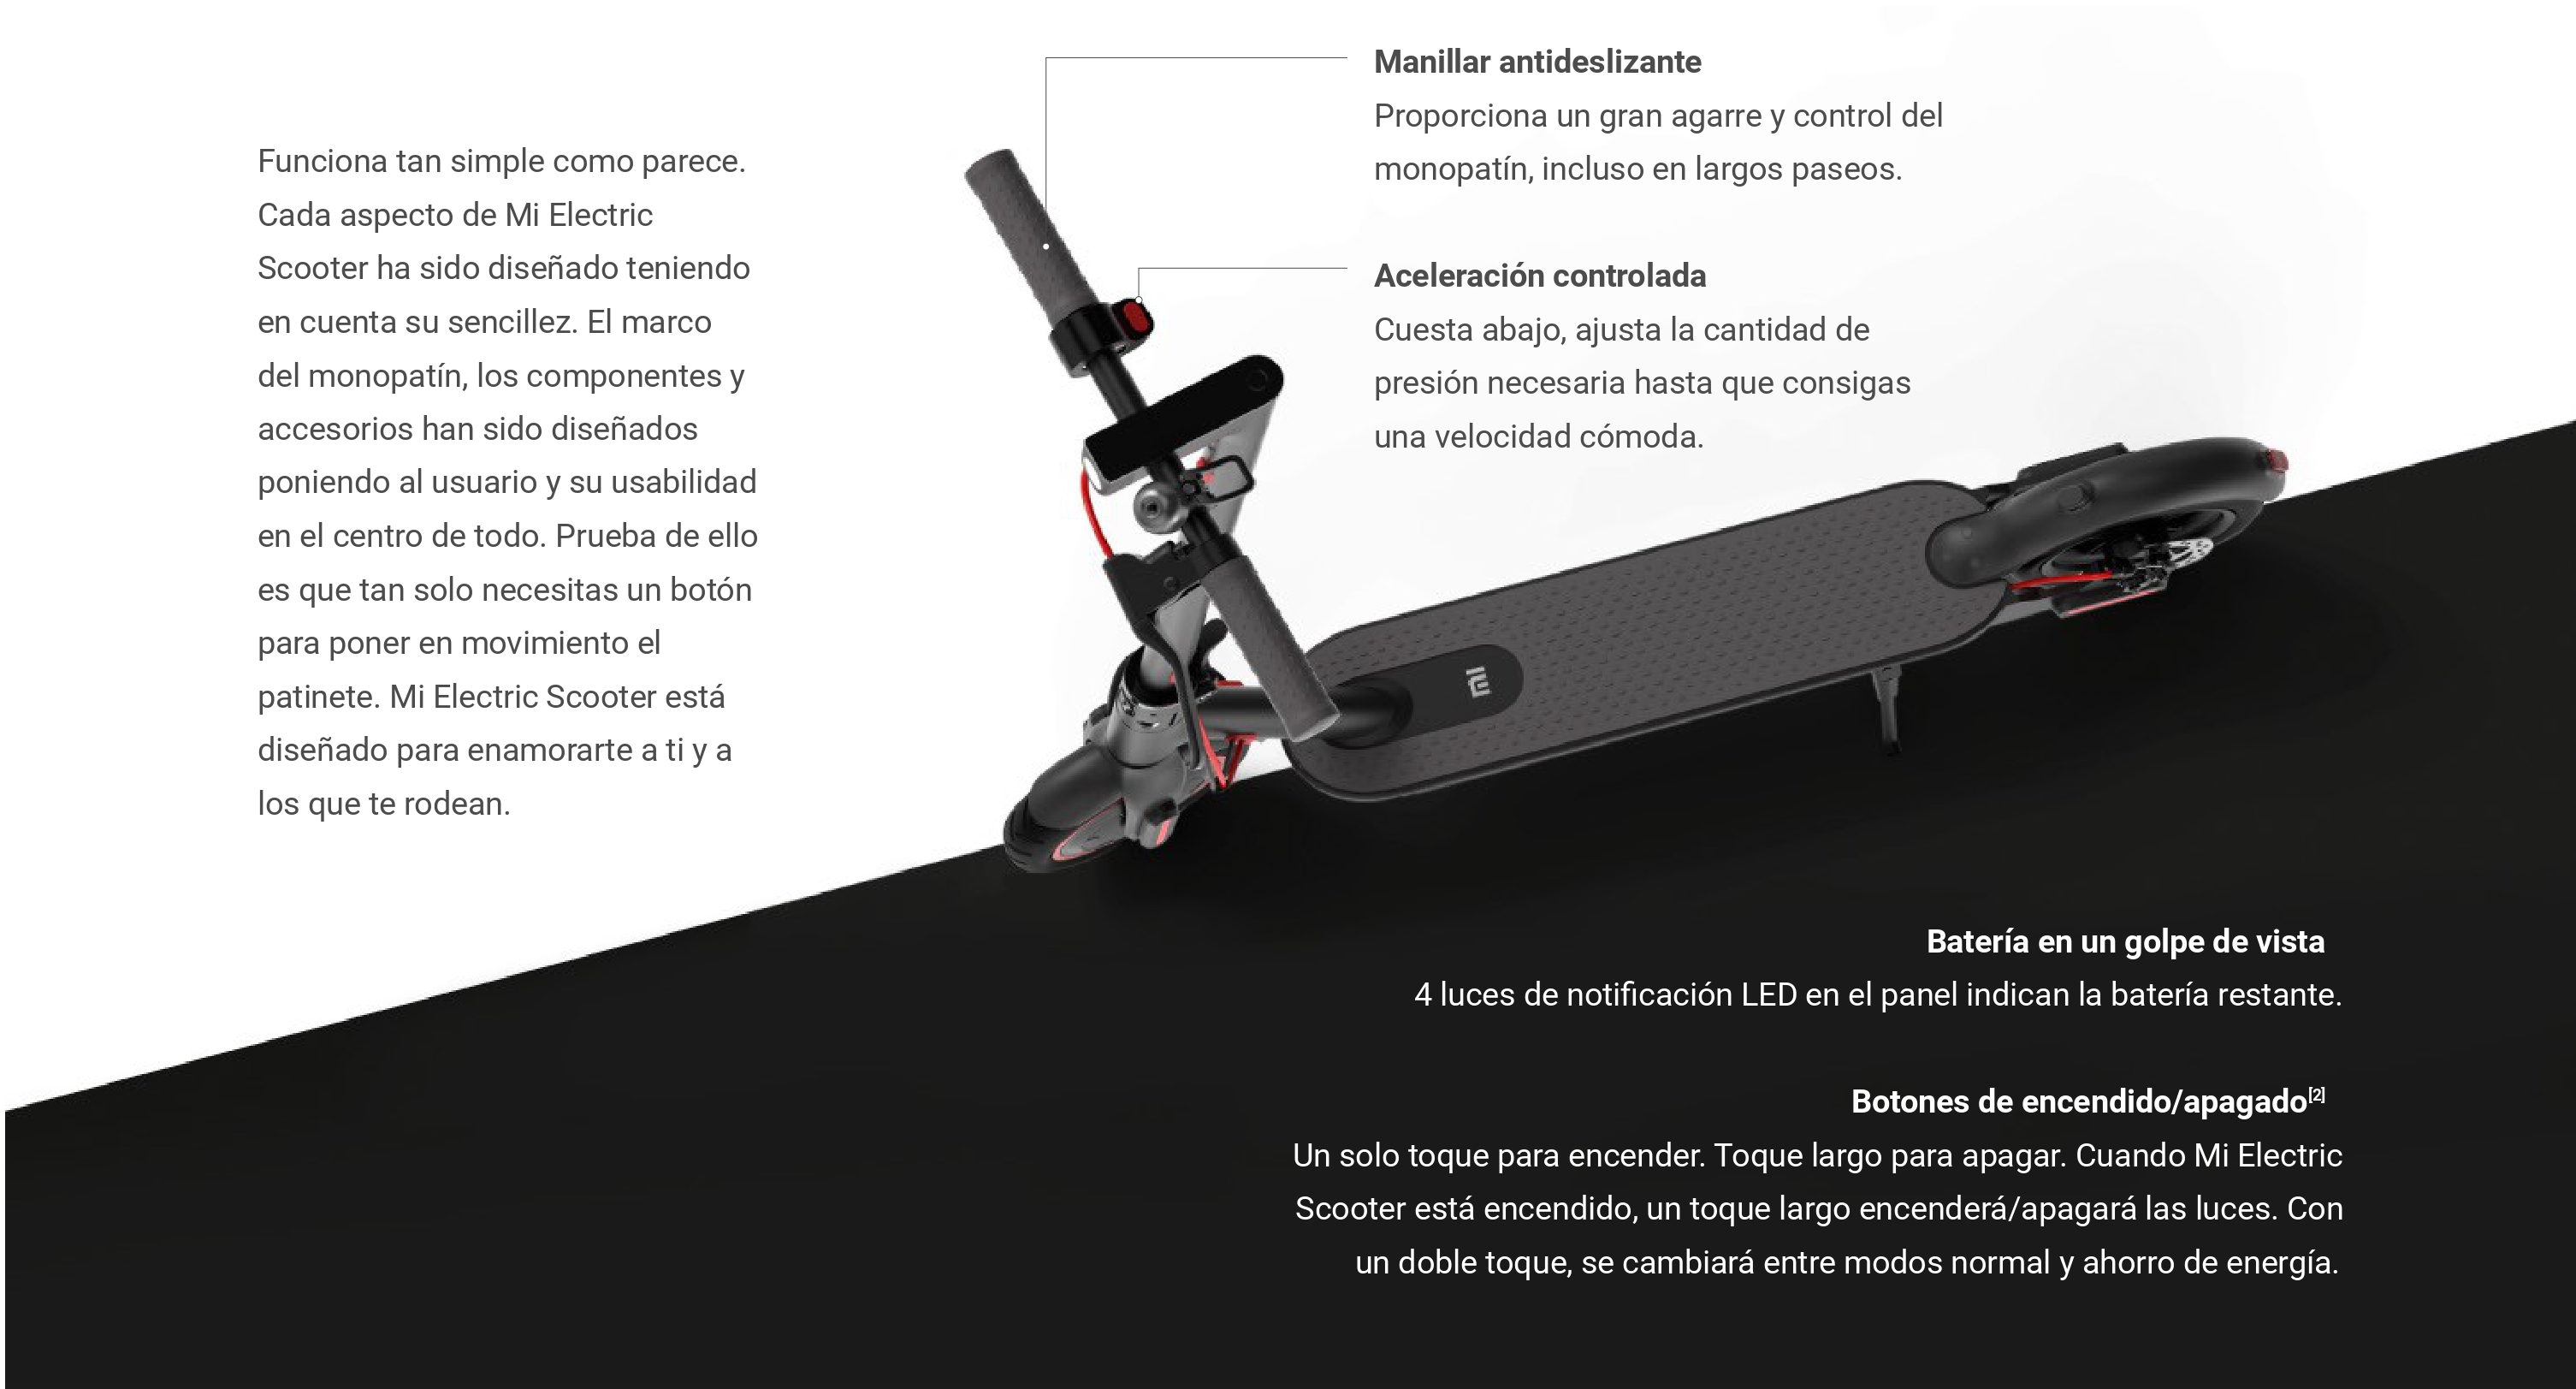 Funciona tan simple como parece.
Cada aspecto de Mi Electric
Scooter ha sido diseñado teniendo
en cuenta su sencillez. El marco
del monopatín, los componentes y
accesorios han sido diseñados
poniendo al usuario y su usabilidad
en el centro de todo. Prueba de ello
es que tan solo necesitas un botón
para poner en movimiento el
patinete. Mi Electric Scooter está
diseñado para enamorarte a ti y a
los que te rodean.
Manillar antideslizante
Proporciona un gran agarre y control del
monopatín, incluso en largos paseos.
Aceleración controlada
Cuesta abajo, ajusta la cantidad de
presión necesaria hasta que consigas
una velocidad cómoda.
mi
Batería en un golpe de vista
4 luces de notificación LED en el panel indican la batería restante.
Botones de encendido/apagado[2]
Un solo toque para encender. Toque largo para apagar. Cuando Mi Electric
Scooter está encendido, un toque largo encenderá/apagará las luces. Con
un doble toque, se cambiará entre modos normal y ahorro de energía.